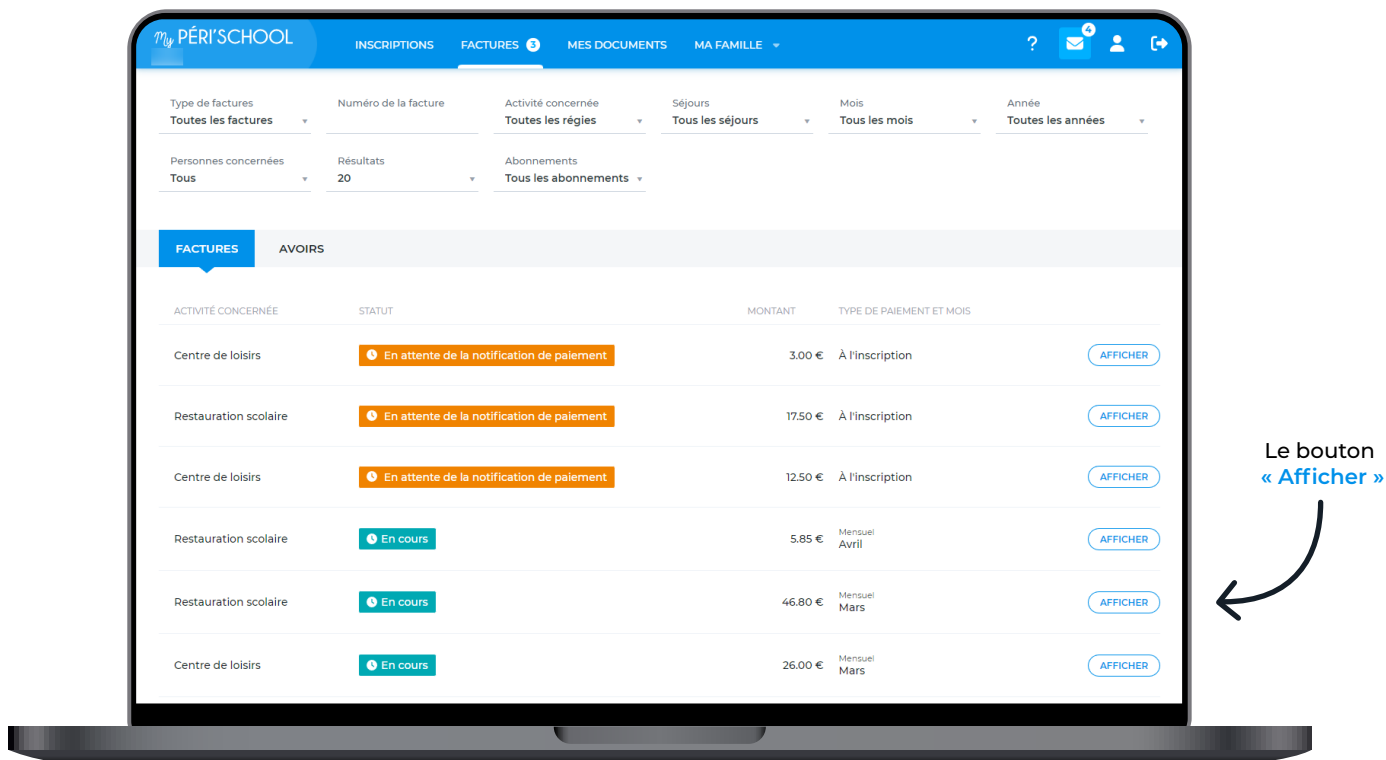 My PÉRI'SCHOOL
INSCRIPTIONS FACTURES 3 MES DOCUMENTS MA FAMILLE ? 4
Type de factures Numéro de la facture Activité concernée Séjours Mois Année
Toutes les factures Toutes les régies Tous les séjours Tous les mois Toutes les années
Personnes concernées Résultats Abonnements
Tous 20 Tous les abonnements
FACTURES AVOIRS
ACTIVITÉ CONCERNÉE STATUT MONTANT TYPE DE PAIEMENT ET MOIS
Centre de loisirs En attente de la notification de paiement 3.00 € À l'inscription AFFICHER
Restauration scolaire En attente de la notification de paiement 17.50 € À l'inscription AFFICHER
Centre de loisirs En attente de la notification de paiement 12.50 € À l'inscription AFFICHER
Restauration scolaire En cours 5.85 € Mensuel
Avril AFFICHER
Restauration scolaire En cours 46.80 € Mensuel
Mars AFFICHER
Centre de loisirs En cours 26.00 € Mensuel
Mars AFFICHER
Le bouton
« Afficher »